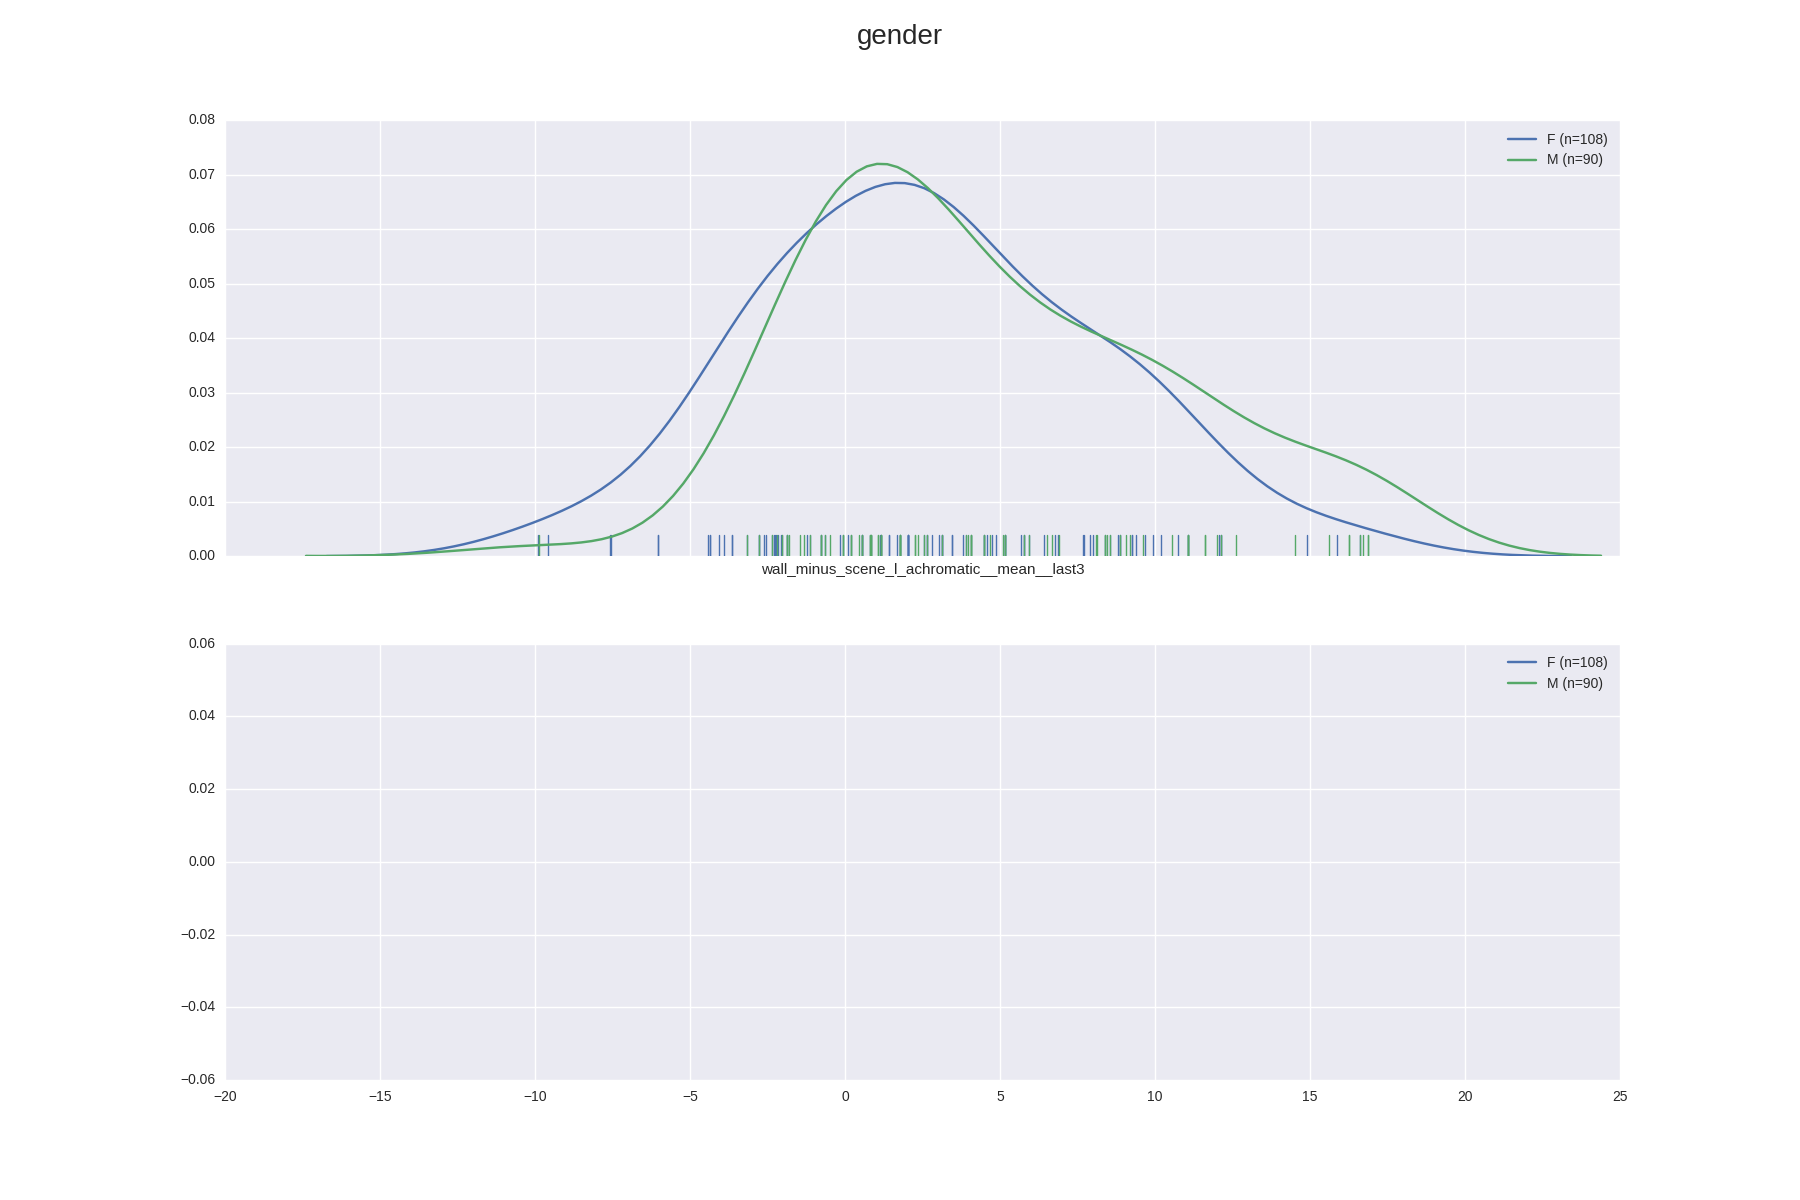 gender
0.08
0.07
0.06
0.05
0.04
0.03
0.02
0.01
0.00
F (n=108)
M (n=90)
wall_minus_scene_l_achromatic__mean__last3
0.06
0.04
0.02
0.00
−0.02
−0.04
−0.06
F (n=108)
M (n=90)
−20 −15 −10 −5 0 5 10 15 20 25